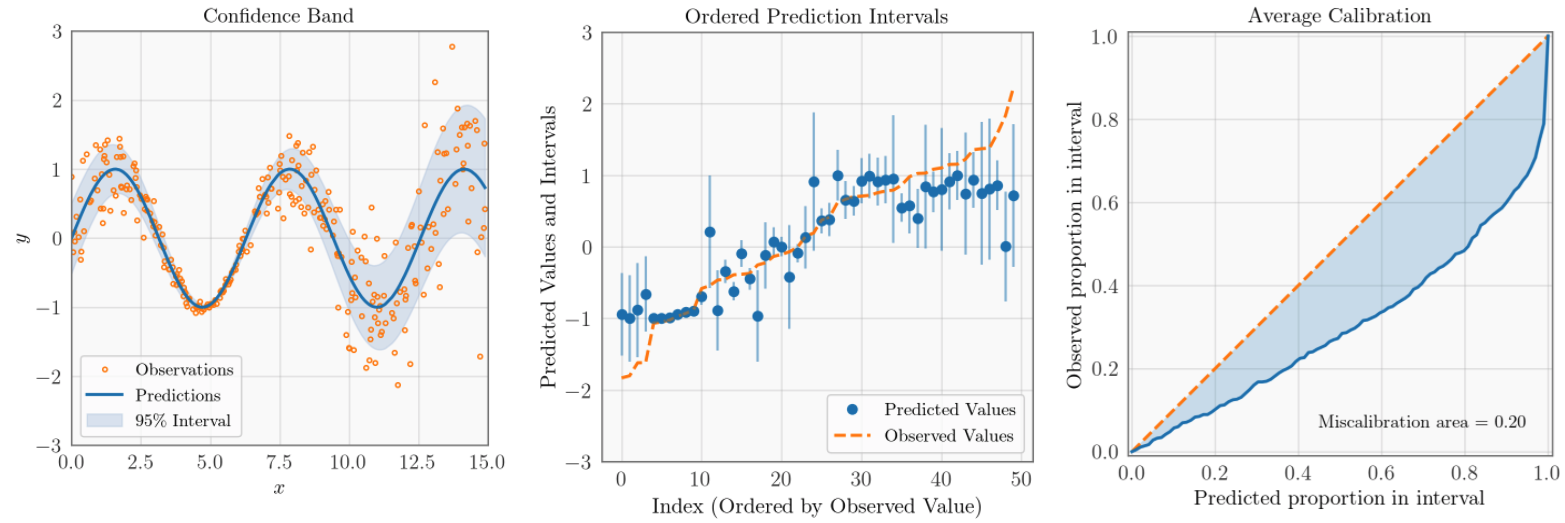 Confidence Band
3
2
1
0
−1
−2
−3
0.0 2.5 5.0 7.5 10.0 12.5 15.0
x
y
Observations
Predictions
95% Interval
Ordered Prediction Intervals
3
2
1
0
−1
−2
−3
0 10 20 30 40 50
Index (Ordered by Observed Value)
Predicted Values and Intervals
Predicted Values
Observed Values
Average Calibration
1.0
0.8
0.6
0.4
0.2
0.0
0.0 0.2 0.4 0.6 0.8 1.0
Predicted proportion in interval
Observed proportion in interval
Miscalibration area = 0.20